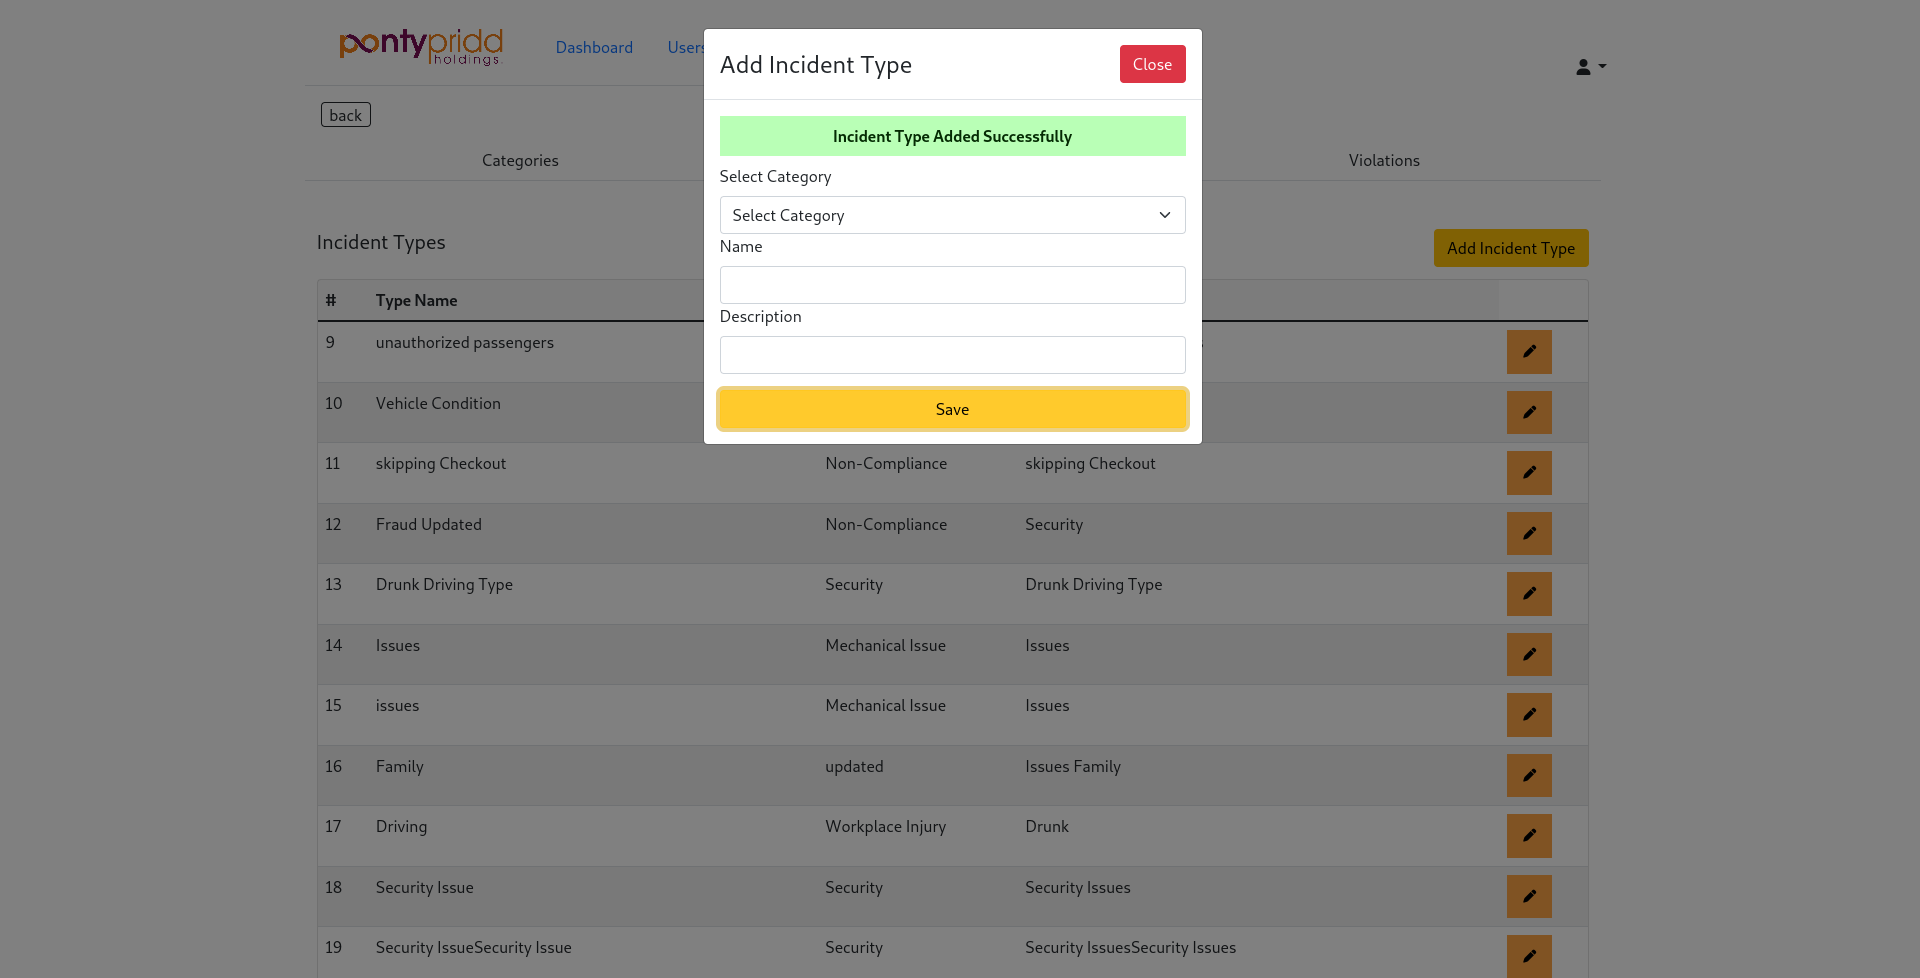 pontypridd
holdings
Dashboard Users
back
Categories Violations
Incident Types
Add Incident Type
# Type Name
9 unauthorized passengers
10 Vehicle Condition
11 skipping Checkout Non-Compliance skipping Checkout
12 Fraud Updated Non-Compliance Security
13 Drunk Driving Type Security Drunk Driving Type
14 Issues Mechanical Issue Issues
15 issues Mechanical Issue Issues
16 Family updated Issues Family
17 Driving Workplace Injury Drunk
18 Security Issue Security Security Issues
19 Security IssueSecurity Issue Security Security IssuesSecurity Issues
Add Incident Type Close
Incident Type Added Successfully
Select Category
Select Category
Name
Description
Save